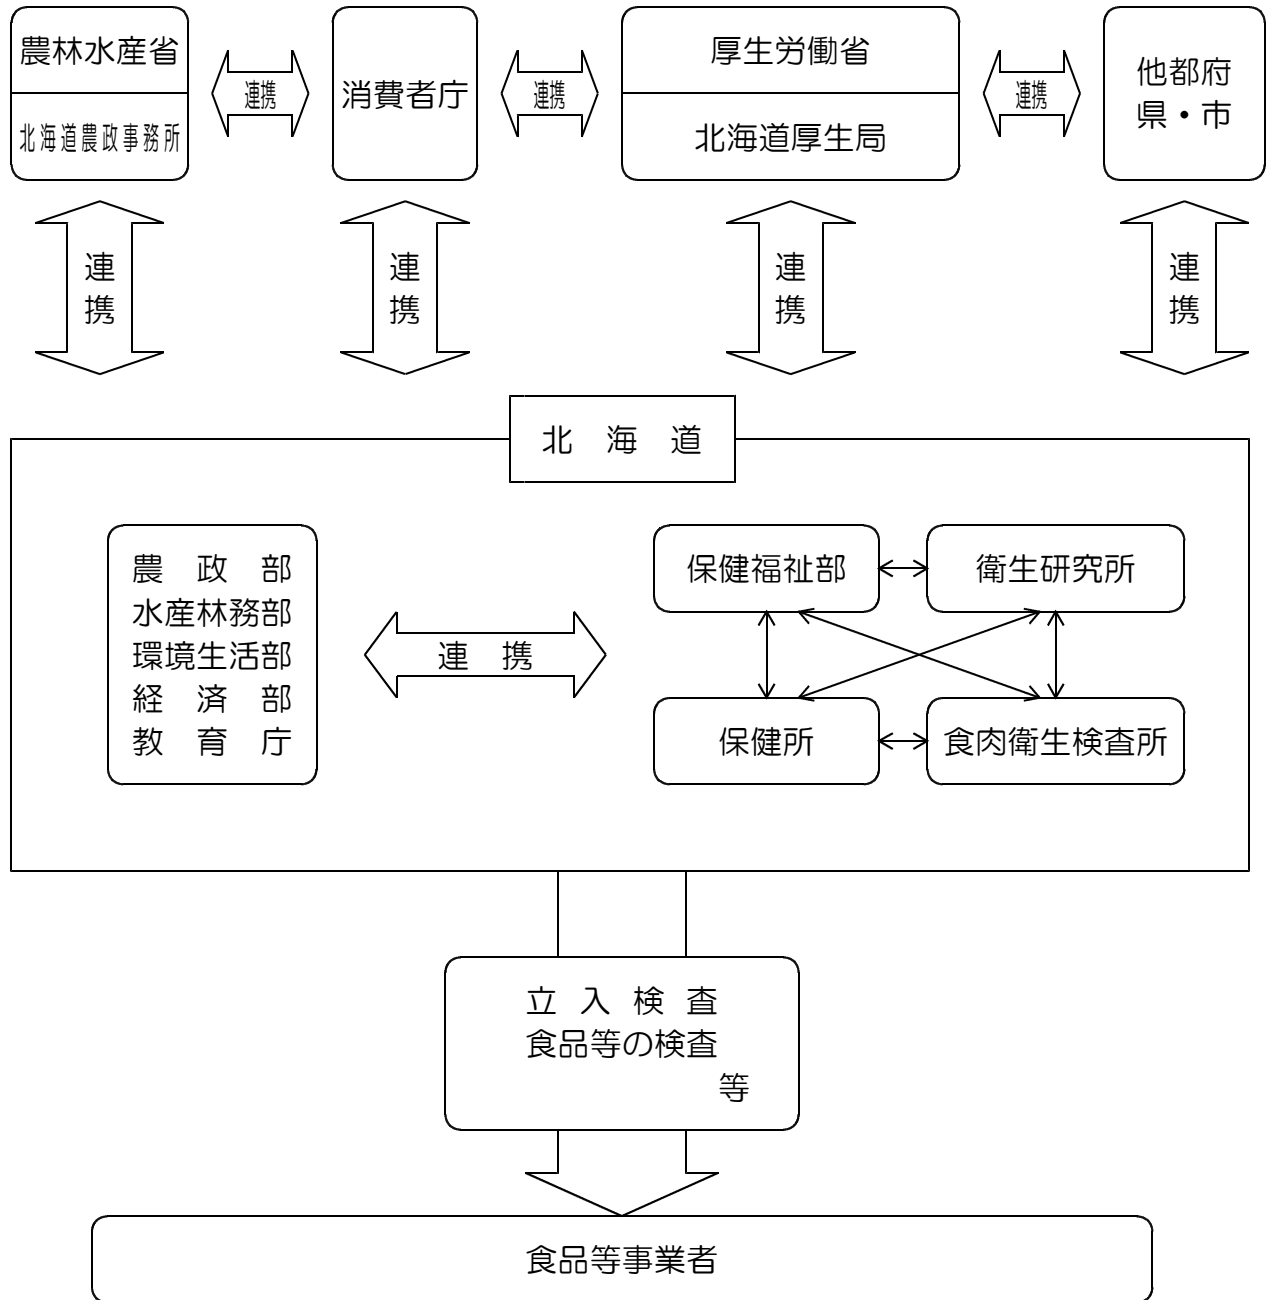 農林水産省
北海道農政事務所
連携
消費者庁
連携
厚生労働省
北海道厚生局
連携
他都府
県・市
連
携
連
携
連
携
連
携
北　海　道
農　政　部
水産林務部
環境生活部
経　済　部
教　育　庁
連　携
保健福祉部
衛生研究所
保健所
食肉衛生検査所
立 入 検 査
食品等の検査
等
食品等事業者